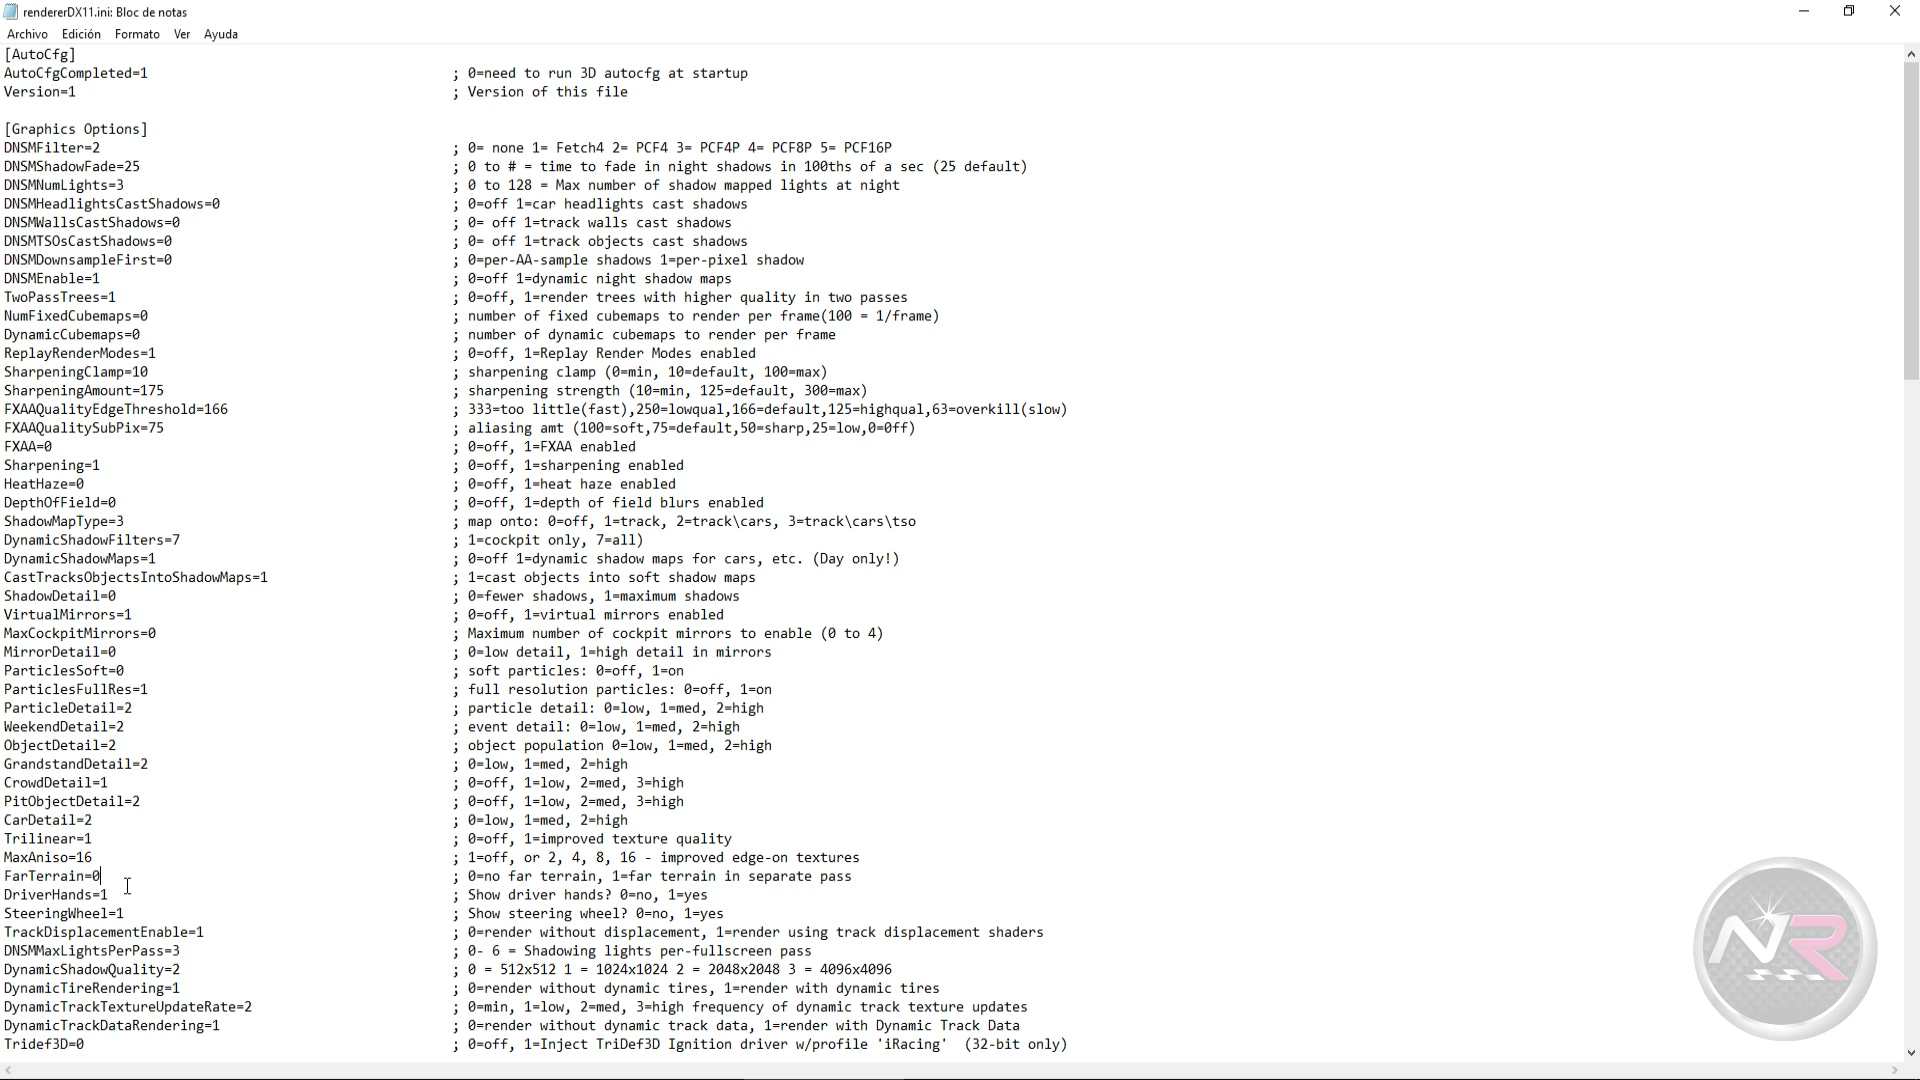 rendererDX11.ini: Bloc de notas
Archivo Edición Formato Ver Ayuda
[AutoCfg]
AutoCfgCompleted=1 ; 0=need to run 3D autocfg at startup
Version=1 ; Version of this file
[Graphics Options]
DNSMFilter=2 ; 0= none 1= Fetch4 2= PCF4 3= PCF4P 4= PCF8P 5= PCF16P
DNSMShadowFade=25 ; 0 to # = time to fade in night shadows in 100ths of a sec (25 default)
DNSMNumLights=3 ; 0 to 128 = Max number of shadow mapped lights at night
DNSMHeadlightsCastShadows=0 ; 0=off 1=car headlights cast shadows
DNSMWallsCastShadows=0 ; 0= off 1=track walls cast shadows
DNSMTSOsCastShadows=0 ; 0= off 1=track objects cast shadows
DNSMDownsampleFirst=0 ; 0=per-AA-sample shadows 1=per-pixel shadow
DNSMEnable=1 ; 0=off 1=dynamic night shadow maps
TwoPassTrees=1 ; 0=off, 1=render trees with higher quality in two passes
NumFixedCubemaps=0 ; number of fixed cubemaps to render per frame(100 = 1/frame)
DynamicCubemaps=0 ; number of dynamic cubemaps to render per frame
ReplayRenderModes=1 ; 0=off, 1=Replay Render Modes enabled
SharpeningClamp=10 ; sharpening clamp (0=min, 10=default, 100=max)
SharpeningAmount=175 ; sharpening strength (10=min, 125=default, 300=max)
FXAAQualityEdgeThreshold=166 ; 333=too little(fast),250=lowqual,166=default,125=highqual,63=overkill(slow)
FXAAQualitySubPix=75 ; aliasing amt (100=soft,75=default,50=sharp,25=low,0=0ff)
FXAA=0 ; 0=off, 1=FXAA enabled
Sharpening=1 ; 0=off, 1=sharpening enabled
HeatHaze=0 ; 0=off, 1=heat haze enabled
DepthOfField=0 ; 0=off, 1=depth of field blurs enabled
ShadowMapType=3 ; map onto: 0=off, 1=track, 2=track\cars, 3=track\cars\tso
DynamicShadowFilters=7 ; 1=cockpit only, 7=all)
DynamicShadowMaps=1 ; 0=off 1=dynamic shadow maps for cars, etc. (Day only!)
CastTracksObjectsIntoShadowMaps=1 ; 1=cast objects into soft shadow maps
ShadowDetail=0 ; 0=fewer shadows, 1=maximum shadows
VirtualMirrors=1 ; 0=off, 1=virtual mirrors enabled
MaxCockpitMirrors=0 ; Maximum number of cockpit mirrors to enable (0 to 4)
MirrorDetail=0 ; 0=low detail, 1=high detail in mirrors
ParticlesSoft=0 ; soft particles: 0=off, 1=on
ParticlesFullRes=1 ; full resolution particles: 0=off, 1=on
ParticleDetail=2 ; particle detail: 0=low, 1=med, 2=high
WeekendDetail=2 ; event detail: 0=low, 1=med, 2=high
ObjectDetail=2 ; object population 0=low, 1=med, 2=high
GrandstandDetail=2 ; 0=low, 1=med, 2=high
CrowdDetail=1 ; 0=off, 1=low, 2=med, 3=high
PitObjectDetail=2 ; 0=off, 1=low, 2=med, 3=high
CarDetail=2 ; 0=low, 1=med, 2=high
Trilinear=1 ; 0=off, 1=improved texture quality
MaxAniso=16 ; 1=off, or 2, 4, 8, 16 - improved edge-on textures
FarTerrain=0 ; 0=no far terrain, 1=far terrain in separate pass
DriverHands=1 ; Show driver hands? 0=no, 1=yes
SteeringWheel=1 ; Show steering wheel? 0=no, 1=yes
TrackDisplacementEnable=1 ; 0=render without displacement, 1=render using track displacement shaders
DNSMMaxLightsPerPass=3 ; 0- 6 = Shadowing lights per-fullscreen pass
DynamicShadowQuality=2 ; 0 = 512x512 1 = 1024x1024 2 = 2048x2048 3 = 4096x4096
DynamicTireRendering=1 ; 0=render without dynamic tires, 1=render with dynamic tires
DynamicTrackTextureUpdateRate=2 ; 0=min, 1=low, 2=med, 3=high frequency of dynamic track texture updates
DynamicTrackDataRendering=1 ; 0=render without dynamic track data, 1=render with Dynamic Track Data
Tridef3D=0 ; 0=off, 1=Inject TriDef3D Ignition driver w/profile 'iRacing' (32-bit only)
NR